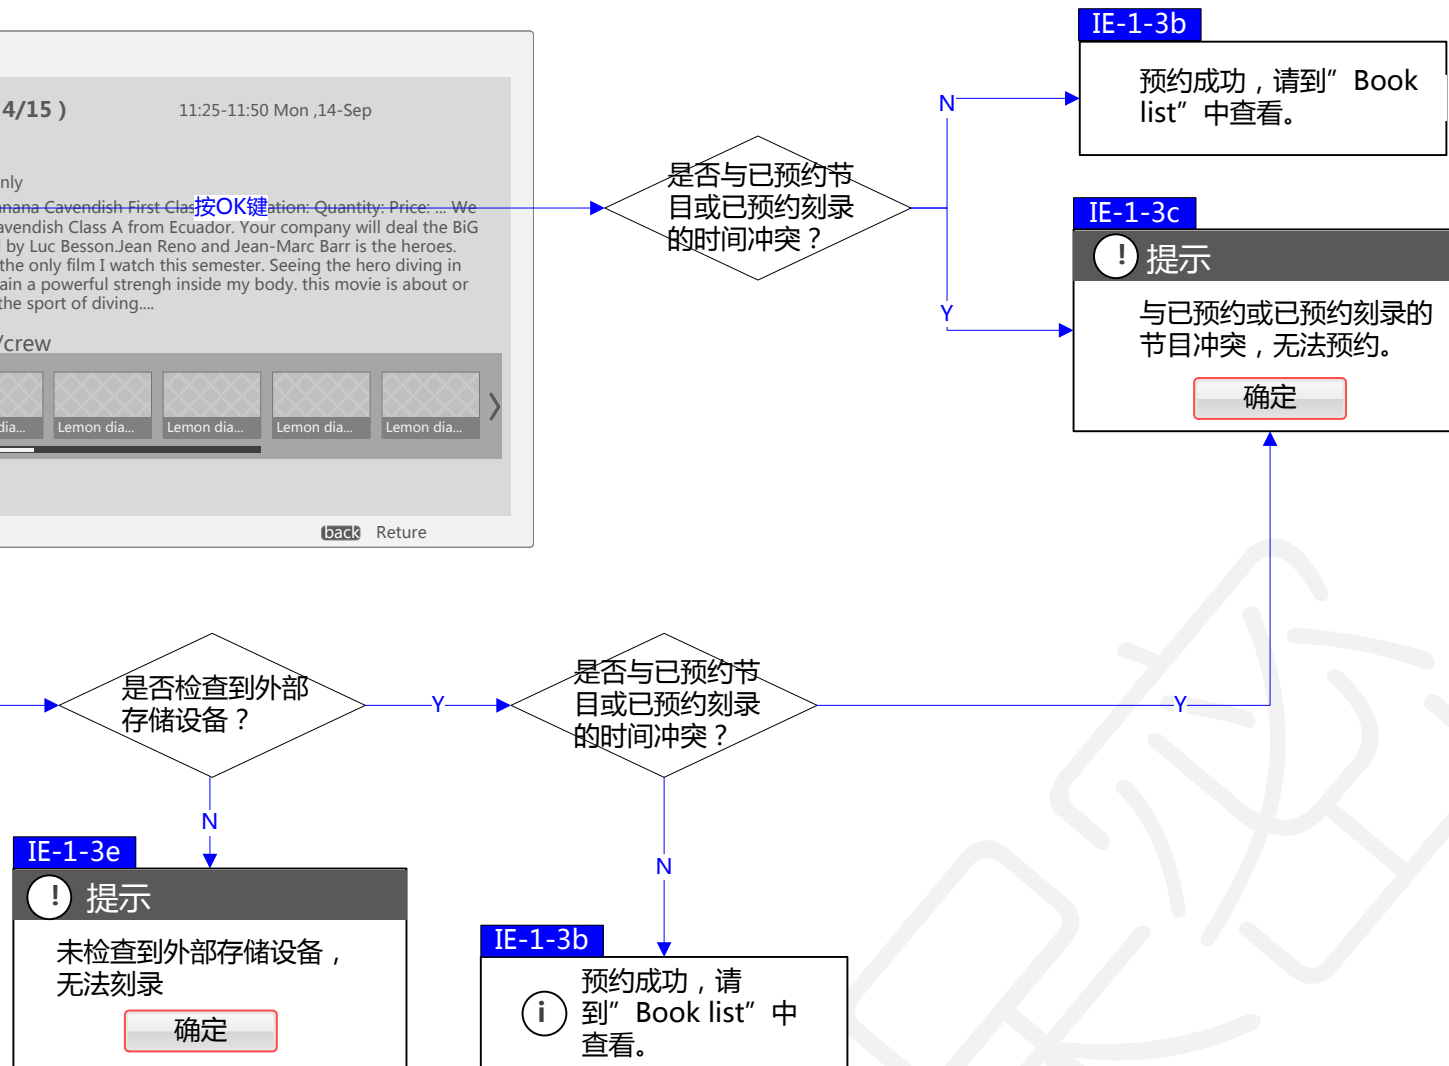 IE-1-3b
预约成功，请到”Book
list”中查看。
4/15 )
11:25-11:50 Mon ,14-Sep
N
是否与已预约节
目或已预约刻录
的时间冲突？
nly
nana Cavendish First Clas
按OK键
ation: Quantity: Price: ... We
avendish Class A from Ecuador. Your company will deal the BiG
by Luc Besson.Jean Reno and Jean-Marc Barr is the heroes.
the only film I watch this semester. Seeing the hero diving in
ain a powerful strengh inside my body. this movie is about or
the sport of diving....
IE-1-3c
! 提示
与已预约或已预约刻录的
节目冲突，无法预约。
确定
Y
/crew
dia...
Lemon dia...
Lemon dia...
Lemon dia...
Lemon dia...
back Reture
是否检查到外部
存储设备？
Y
是否与已预约节
目或已预约刻录
的时间冲突？
Y
N
N
IE-1-3e
! 提示
未检查到外部存储设备，
无法刻录
确定
IE-1-3b
i
预约成功，请
到”Book list”中
查看。